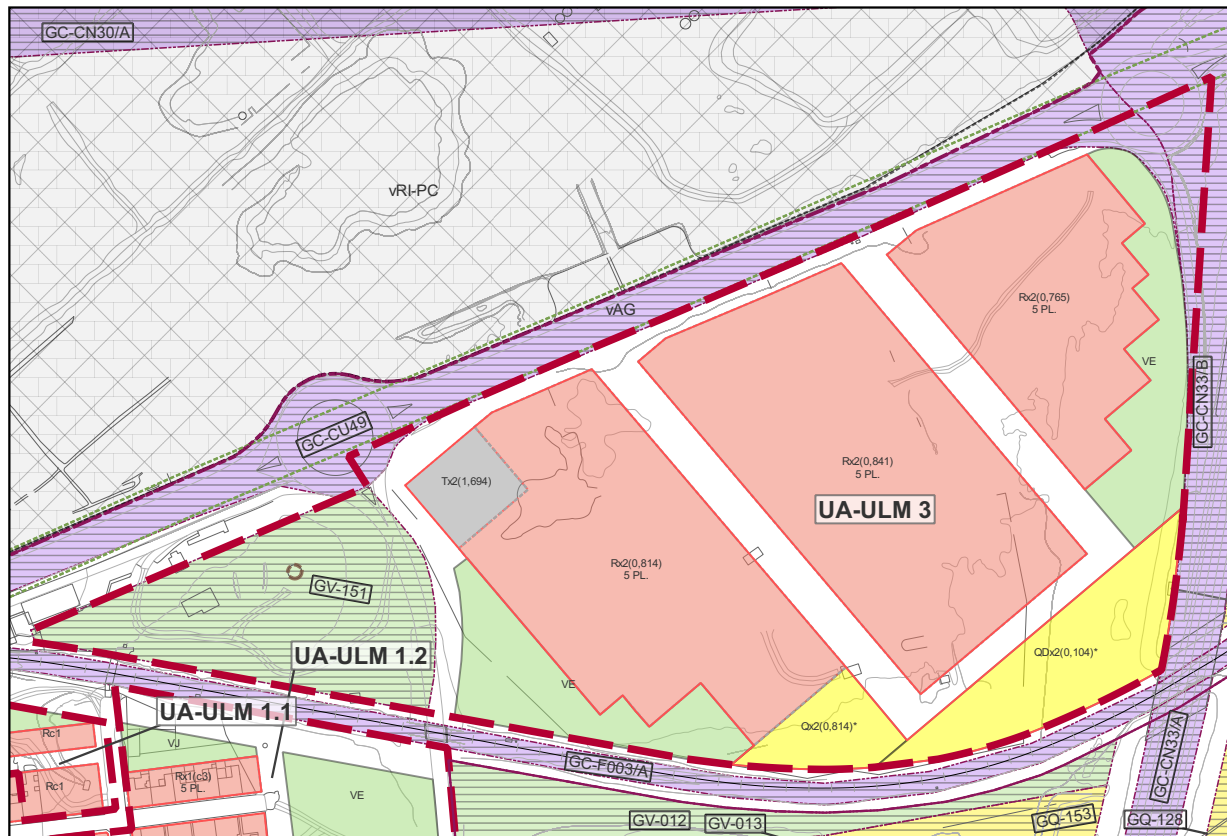 GC-CN30/A
vRI-PC
vAG
Rx2(0,765)
5 PL.
VE
GC-CN33/B
GC-CU49
Tx2(1,694)
Rx2(0,841)
5 PL.
UA-ULM 3
Rx2(0,814)
5 PL.
GV-151
UA-ULM 1.2
QDx2(0,104)*
VE
UA-ULM 1.1
Qx2(0,814)*
Rc1
VJ
GC-F003/A
GC-CN33/A
Rc1
Rx1(c3)
5 PL.
VE
GV-012
GV-013
GQ-153
GQ-128